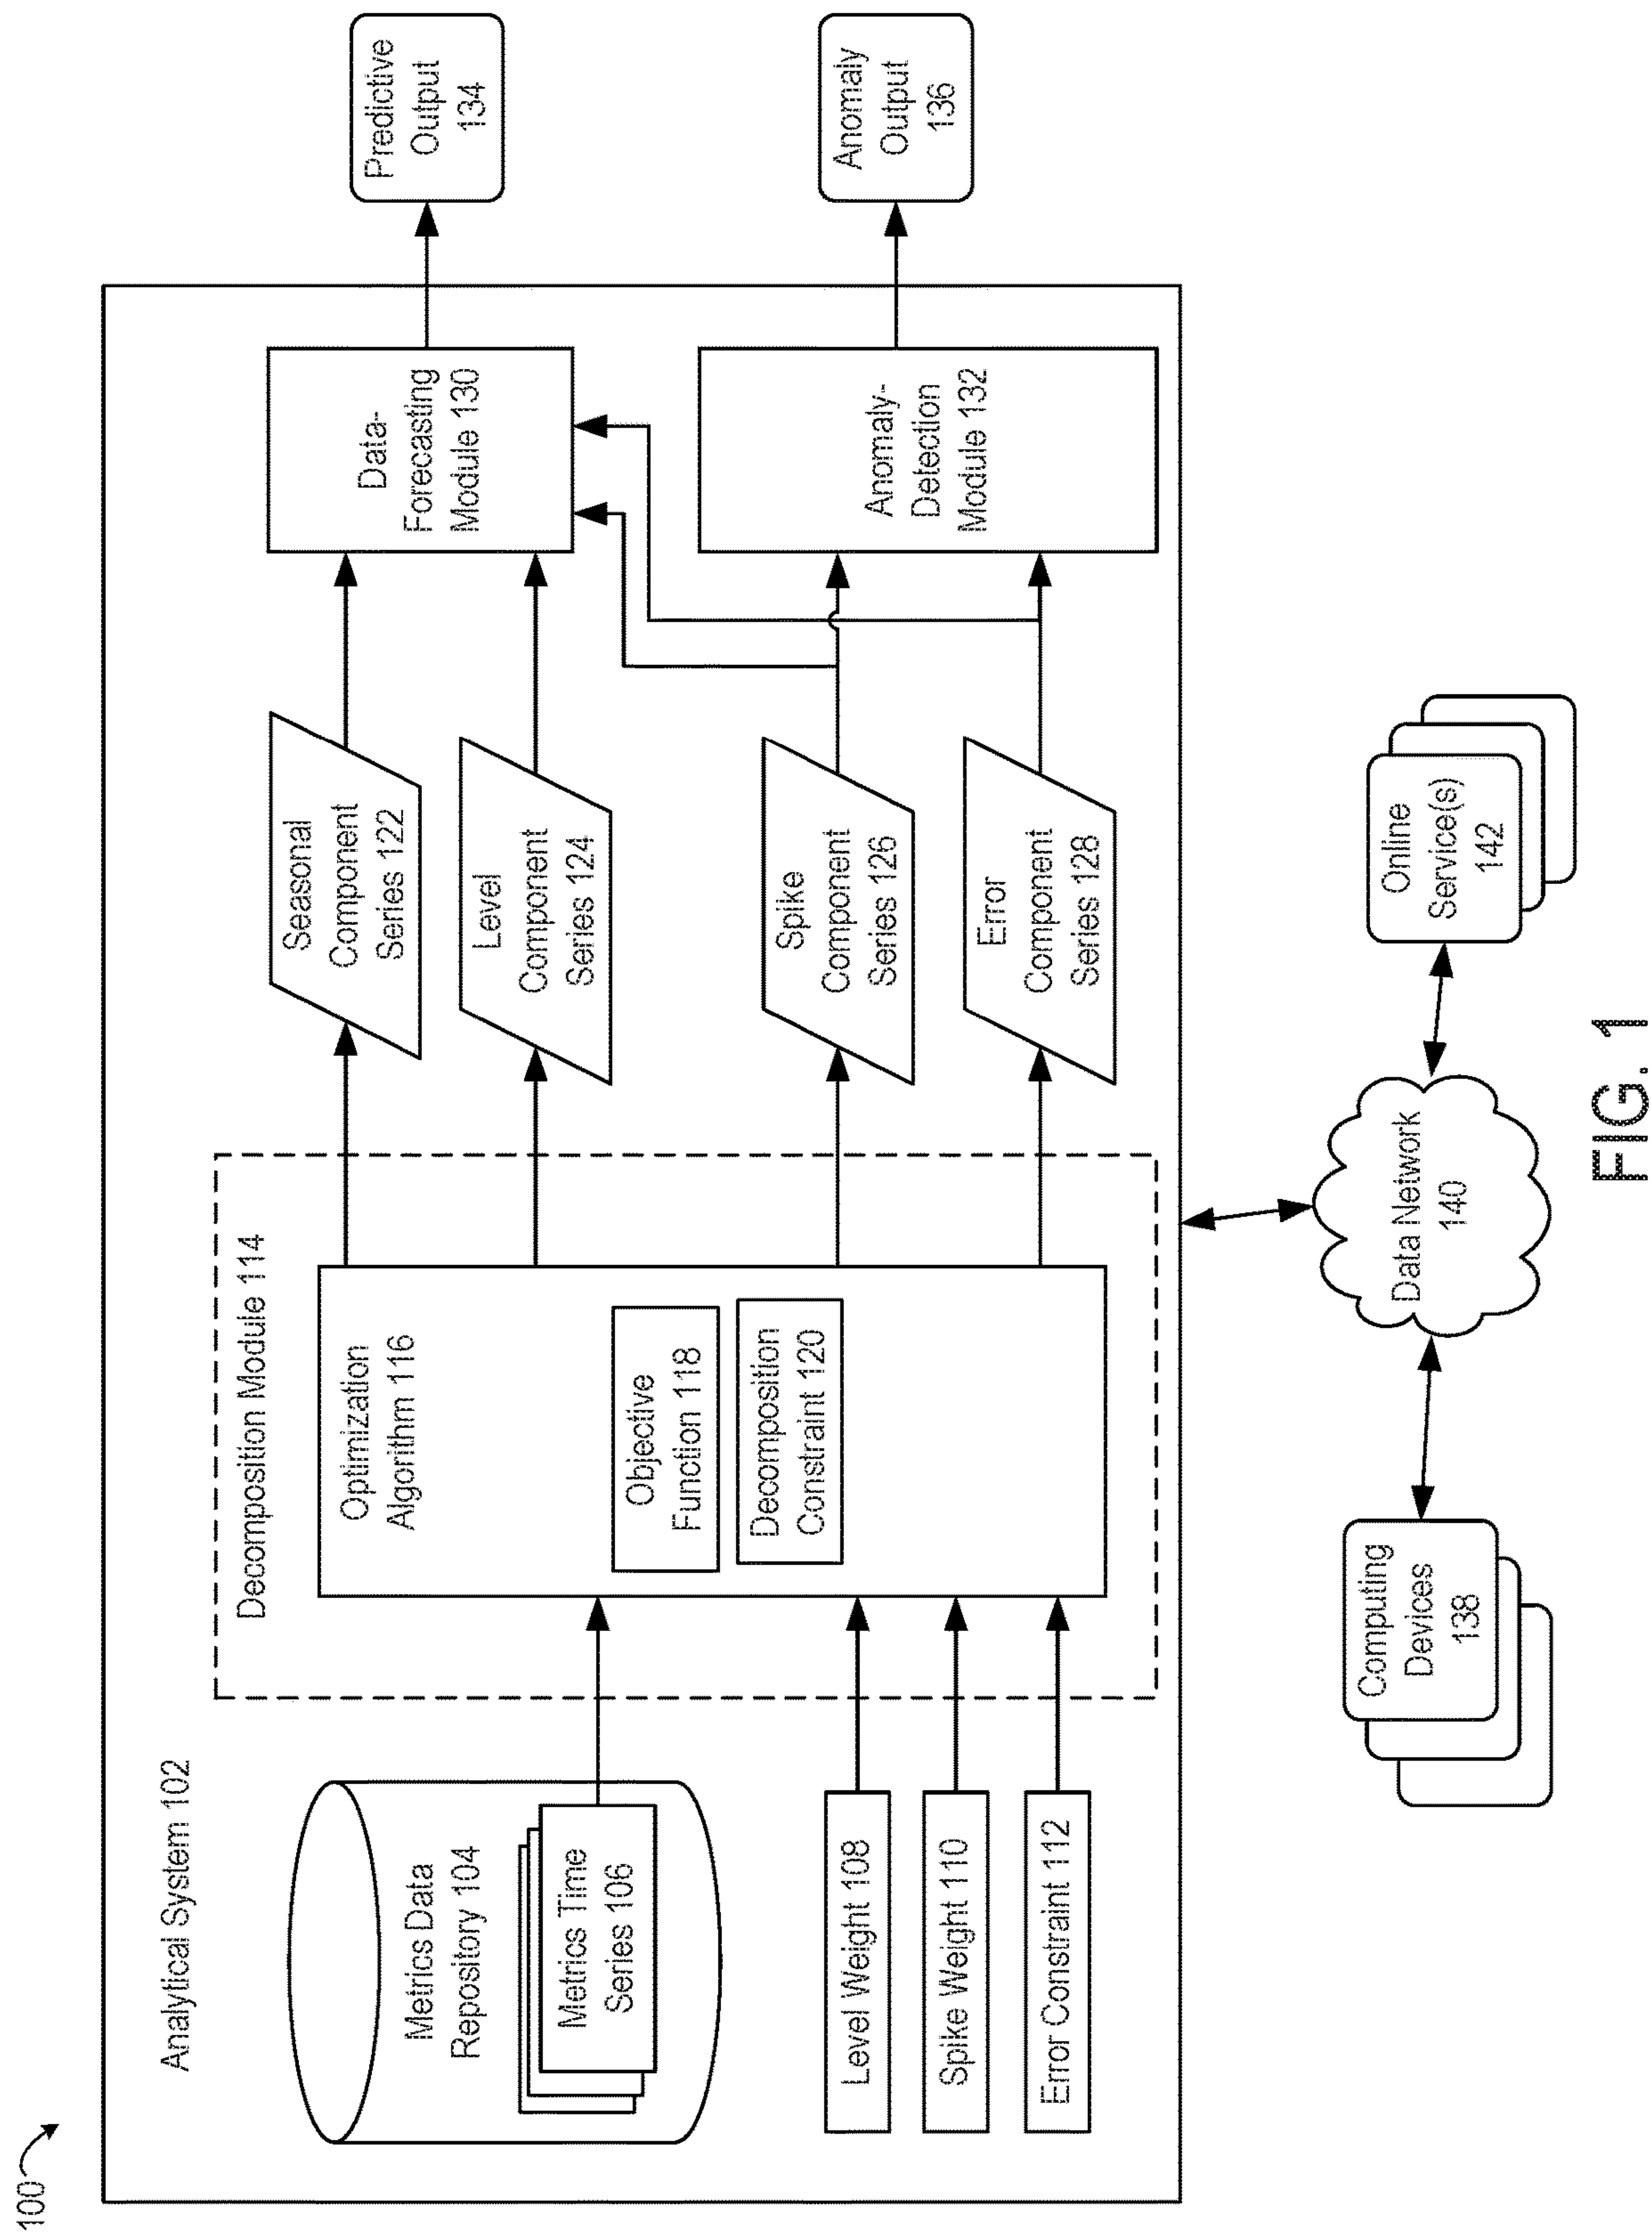 100
Analytical System 102
Metrics Data
Repository 104
Metrics Time
Series 106
Level Weight 108
Spike Weight 110
Error Constraint 112
Decomposition Module 114
Optimization
Algorithm 116
Objective
Function 118
Decomposition
Constraint 120
Seasonal
Component
Series 122
Level
Component
Series 124
Spike
Component
Series 126
Error
Component
Series 128
Data-
Forecasting
Module 130
Anomaly-
Detection
Module 132
Predictive
Output
134
Anomaly
Output
136
Computing
Devices
138
Data Network
140
Online
Service(s)
142
FIG. 1